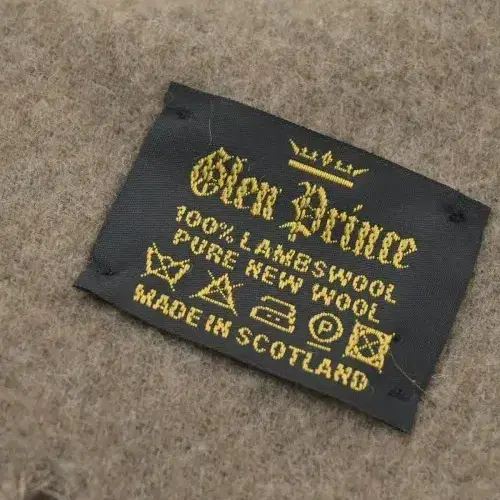 Glen Prince
100% LAMBSWOOL
PURE NEW WOOL
P
MADE IN SCOTLAND